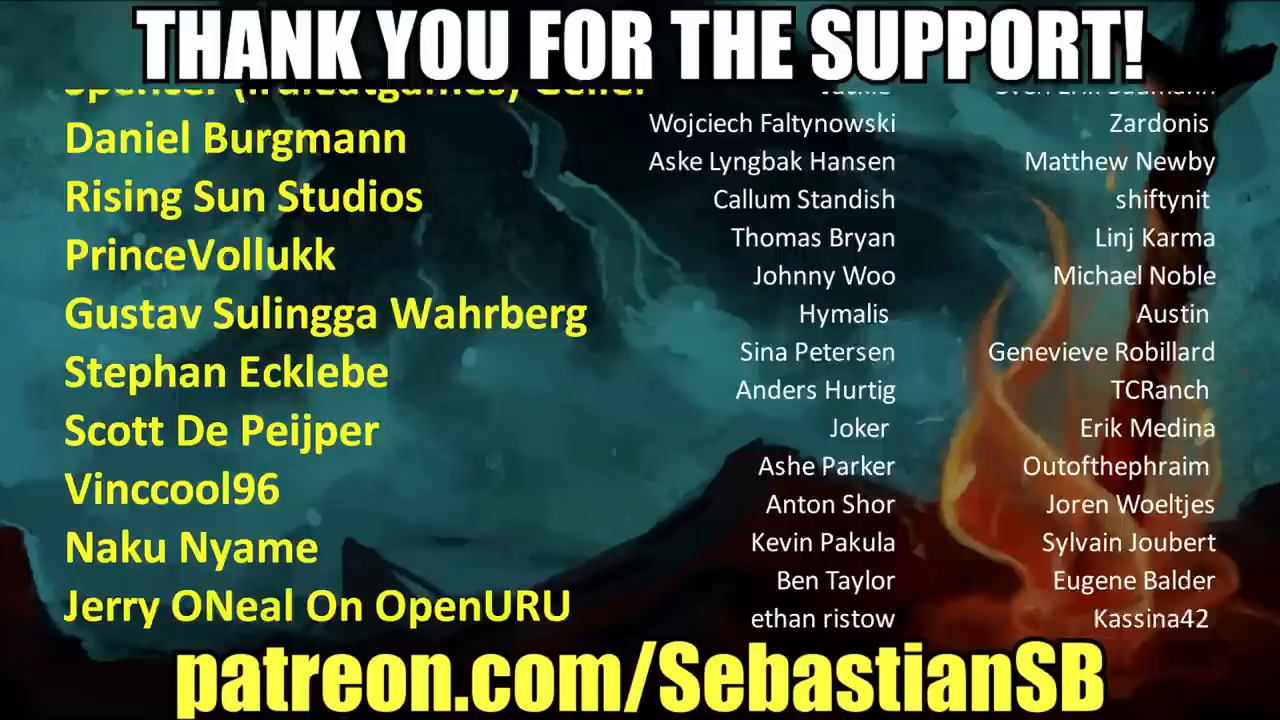 THANK YOU FOR THE SUPPORT!
Daniel Burgmann
Rising Sun Studios
PrinceVollukk
Gustav Sulingga Wahrberg
Stephan Ecklebe
Scott De Peijper
Vinccool96
Naku Nyame
Jerry ONeal On OpenURU
Wojciech Faltynowski
Aske Lyngbak Hansen
Callum Standish
Thomas Bryan
Johnny Woo
Hymalis
Sina Petersen
Anders Hurtig
Joker
Ashe Parker
Anton Shor
Kevin Pakula
Ben Taylor
ethan ristow
Zardonis
Matthew Newby
shiftynit
Linj Karma
Michael Noble
Austin
Genevieve Robillard
TCRanch
Erik Medina
Outofthephraim
Joren Woeltjes
Sylvain Joubert
Eugene Balder
Kassina42
patreon.com/SebastianSB